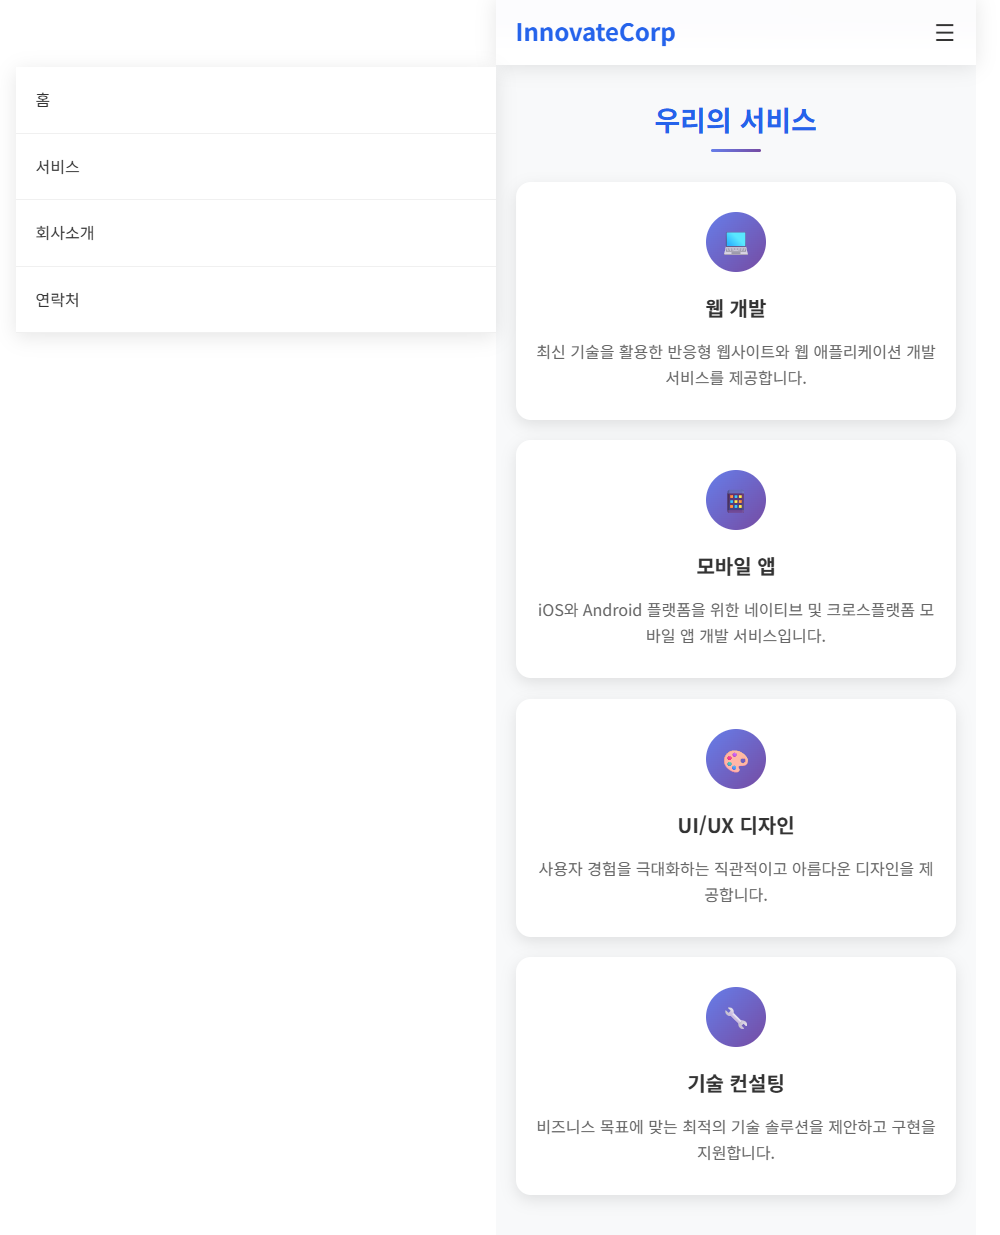 InnovateCorp
홈
서비스
회사소개
연락처
우리의 서비스
웹 개발
최신 기술을 활용한 반응형 웹사이트와 웹 애플리케이션 개발
서비스를 제공합니다.
모바일 앱
iOS와 Android 플랫폼을 위한 네이티브 및 크로스플랫폼 모
바일 앱 개발 서비스입니다.
UI/UX 디자인
사용자 경험을 극대화하는 직관적이고 아름다운 디자인을 제
공합니다.
기술 컨설팅
비즈니스 목표에 맞는 최적의 기술 솔루션을 제안하고 구현을
지원합니다.